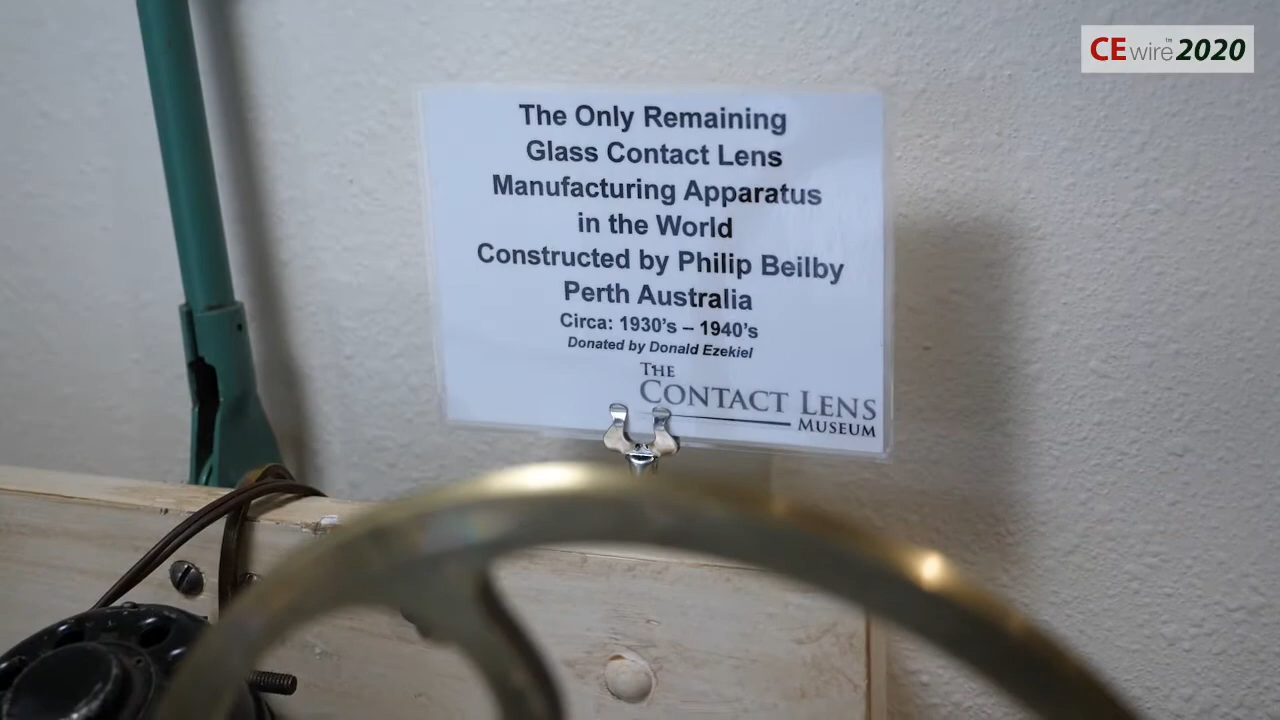 CEwire™2020
The Only Remaining
Glass Contact Lens
Manufacturing Apparatus
in the World
Constructed by Philip Beilby
Perth Australia
Circa: 1930's – 1940's
Donated by Donald Ezekiel
THE
CONTACT LENS
MUSEUM